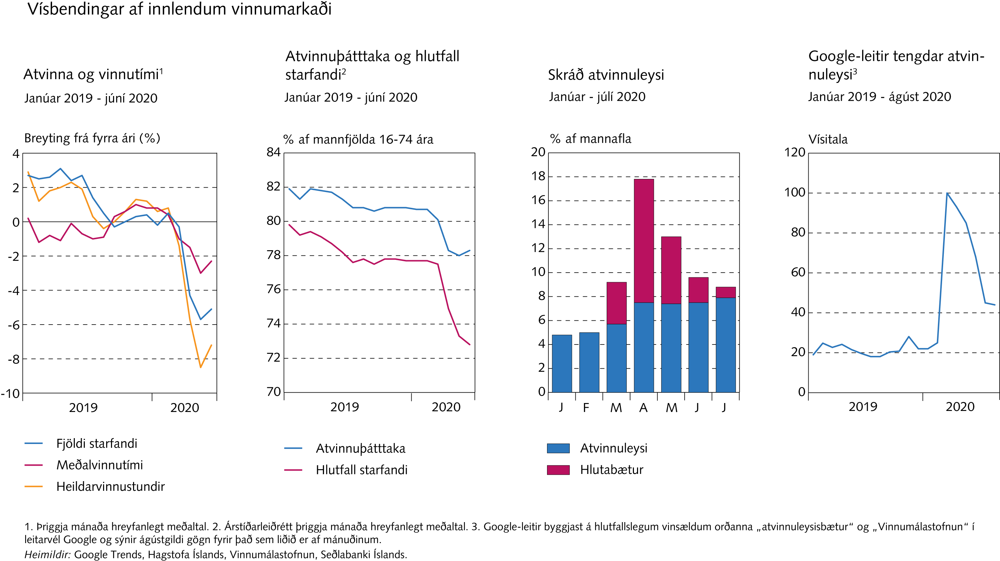 Vísbendingar af innlendum vinnumarkaði
Atvinna og vinnutími¹
Janúar 2019 - júní 2020
Breyting frá fyrra ári (%)
4
2
0
-2
-4
-6
-8
-10
2019
2020
Fjöldi starfandi
Meðalvinnutími
Heildarvinnustundir
Atvinnuþátttaka og hlutfall
starfandi²
Janúar 2019 - júní 2020
% af mannfjölda 16-74 ára
84
82
80
78
76
74
72
70
2019
2020
Atvinnuþátttaka
Hlutfall starfandi
Skráð atvinnuleysi
Janúar - júlí 2020
% af mannafla
20
18
16
14
12
10
8
6
4
2
0
J F M A M J J
Atvinnuleysi
Hlutabætur
Google-leitir tengdar atvin-
nuleysi³
Janúar 2019 - ágúst 2020
Vísitala
120
100
80
60
40
20
0
2019
2020
1. Þriggja mánaða hreyfanlegt meðaltal. 2. Árstíðarleiðrétt þriggja mánaða hreyfanlegt meðaltal. 3. Google-leitir byggjast á hlutfallslegum vinsældum orðanna „atvinnuleysisbætur“ og „Vinnumálastofnun“ í
leitarvél Google og sýnir ágústgildi gögn fyrir það sem liðið er af mánuðinum.
Heimildir: Google Trends, Hagstofa Íslands, Vinnumálastofnun, Seðlabanki Íslands.